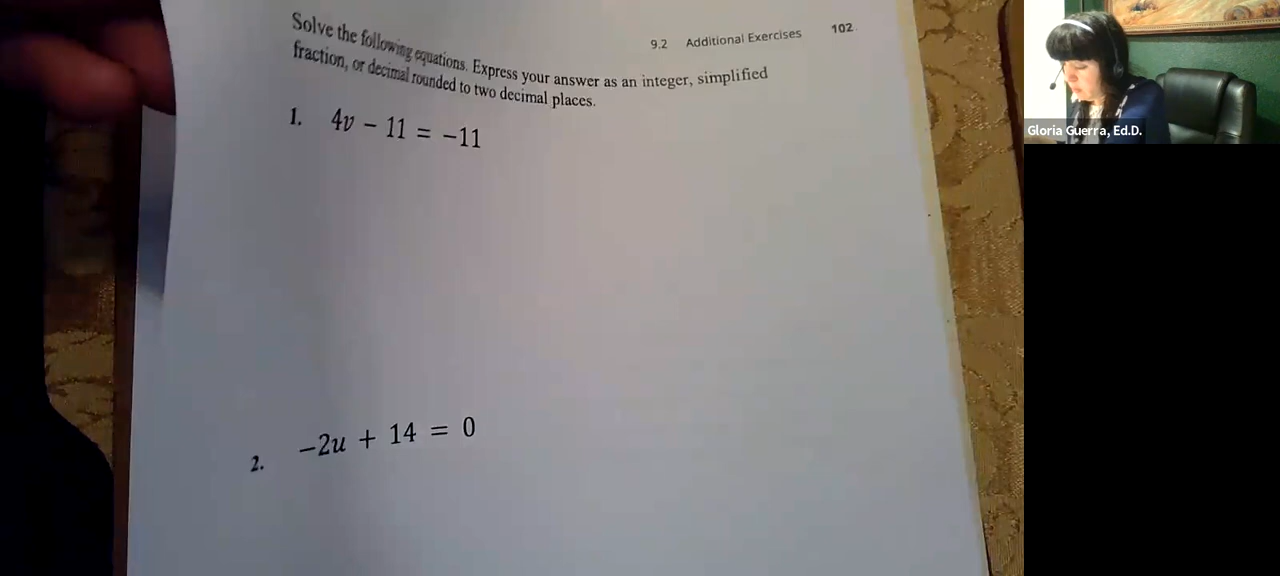 9.2 Additional Exercises 102
Solve the following equations. Express your answer as an integer, simplified
fraction, or decimal rounded to two decimal places.
1. 4v − 11 = −11
2. −2u + 14 = 0
Gloria Guerra, Ed.D.